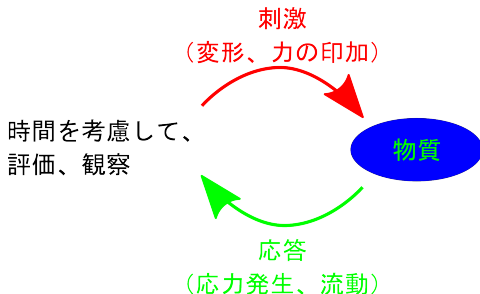 刺激
（変形、力の印加）
時間を考慮して、
評価、観察
物質
応答
（応力発生、流動）